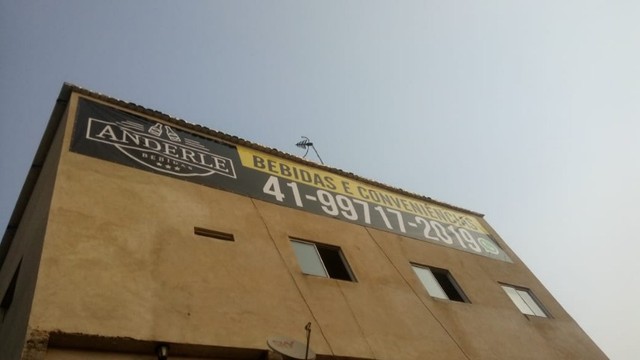 ANDERLE
BEBIDAS
BEBIDAS E CONVENIÊNCIAS
41-99717-2019